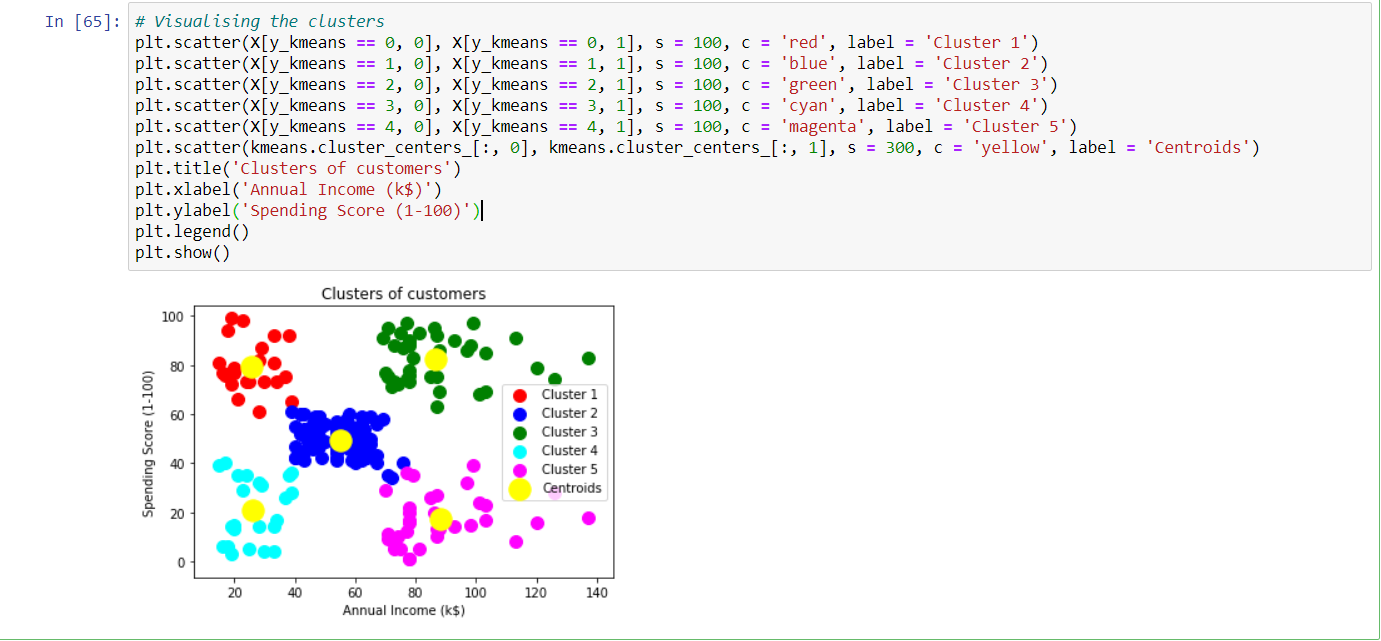 In [65]: # Visualising the clusters
plt.scatter(X[y_kmeans == 0, 0], X[y_kmeans == 0, 1], s = 100, c = 'red', label = 'Cluster 1')
plt.scatter(X[y_kmeans == 1, 0], X[y_kmeans == 1, 1], s = 100, c = 'blue', label = 'Cluster 2')
plt.scatter(X[y_kmeans == 2, 0], X[y_kmeans == 2, 1], s = 100, c = 'green', label = 'Cluster 3')
plt.scatter(X[y_kmeans == 3, 0], X[y_kmeans == 3, 1], s = 100, c = 'cyan', label = 'Cluster 4')
plt.scatter(X[y_kmeans == 4, 0], X[y_kmeans == 4, 1], s = 100, c = 'magenta', label = 'Cluster 5')
plt.scatter(kmeans.cluster_centers_[:, 0], kmeans.cluster_centers_[:, 1], s = 300, c = 'yellow', label = 'Centroids')
plt.title('Clusters of customers')
plt.xlabel('Annual Income (k$)')
plt.ylabel('Spending Score (1-100)')
plt.legend()
plt.show()
Clusters of customers
Spending Score (1-100)
100
80
60
40
20
0
Cluster 1
Cluster 2
Cluster 3
Cluster 4
Cluster 5
Centroids
20 40 60 80 100 120 140
Annual Income (k$)